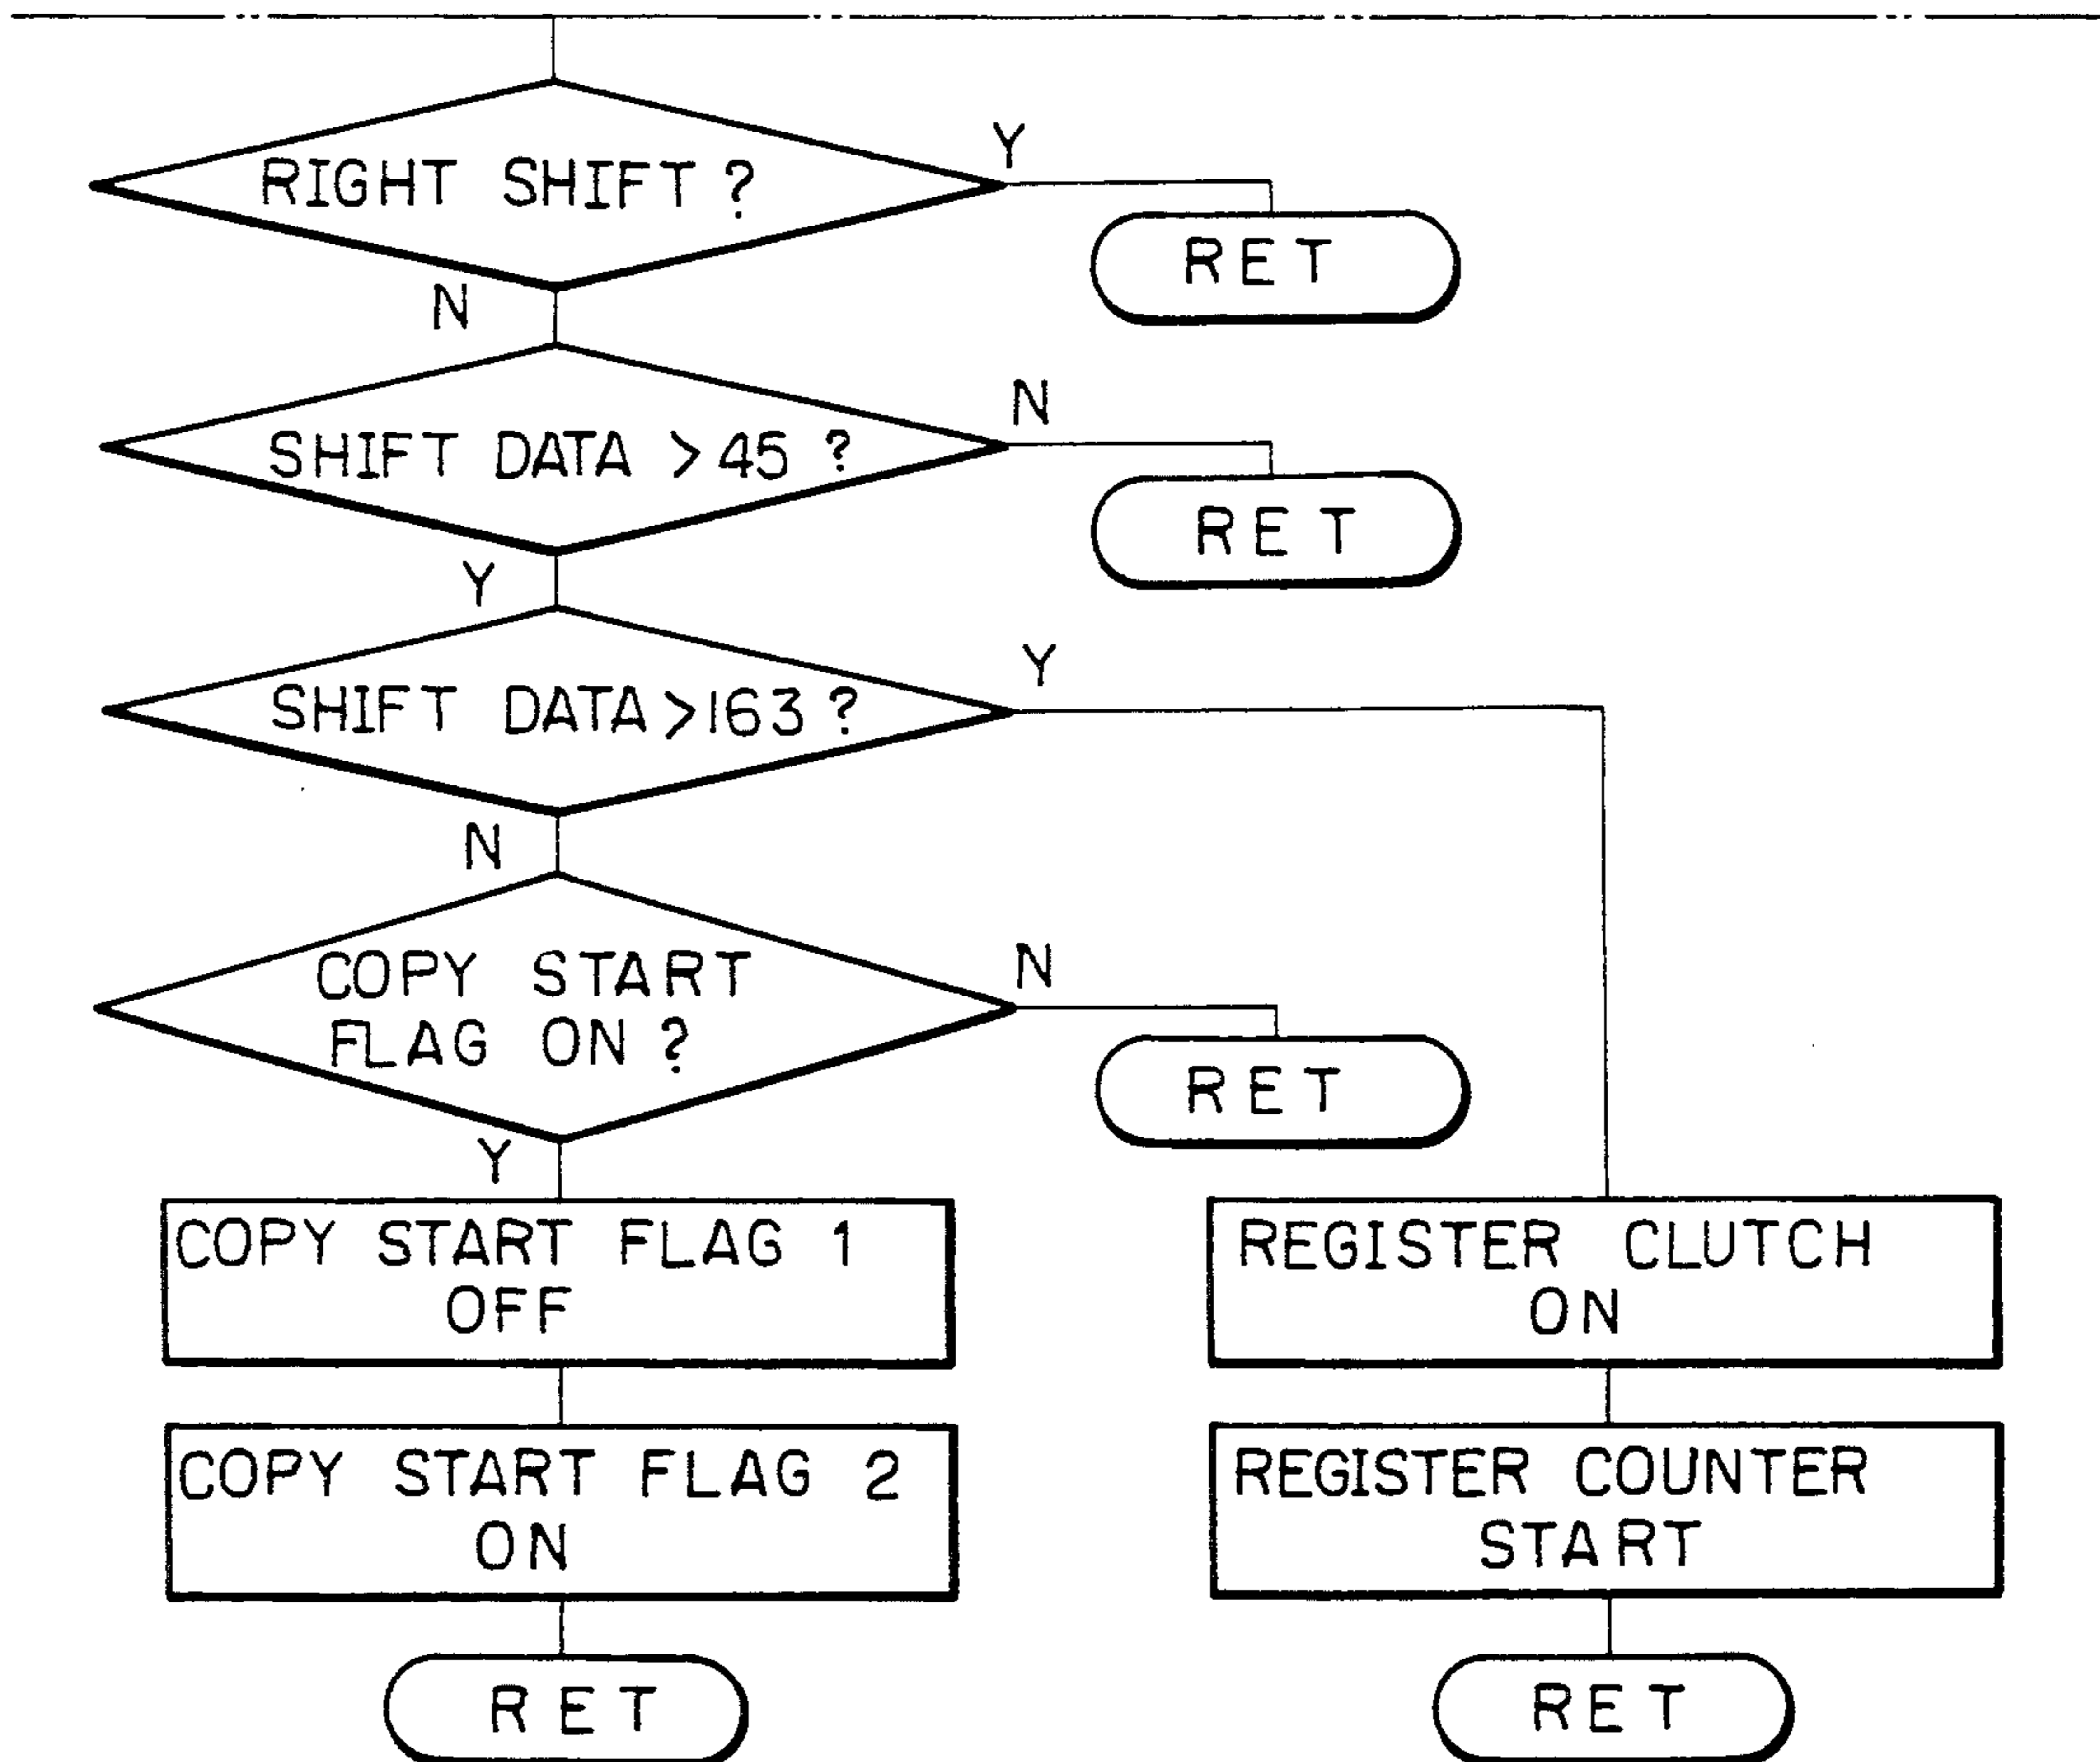 RIGHT SHIFT ?
Y
RET
N
SHIFT DATA > 45 ?
N
RET
Y
SHIFT DATA > 163 ?
Y
N
COPY START
FLAG ON ?
N
RET
Y
COPY START FLAG 1
OFF
REGISTER CLUTCH
ON
COPY START FLAG 2
ON
REGISTER COUNTER
START
RET
RET